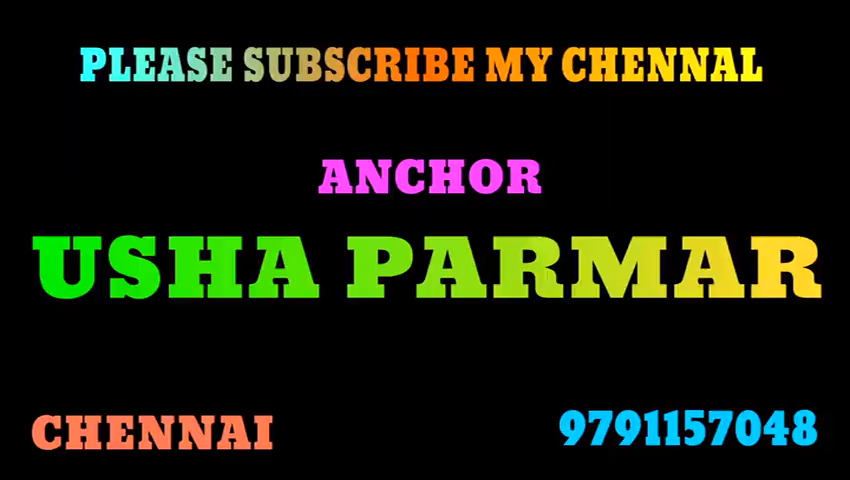 PLEASE SUBSCRIBE MY CHENNAL
ANCHOR
USHA PARMAR
CHENNAI
9791157048